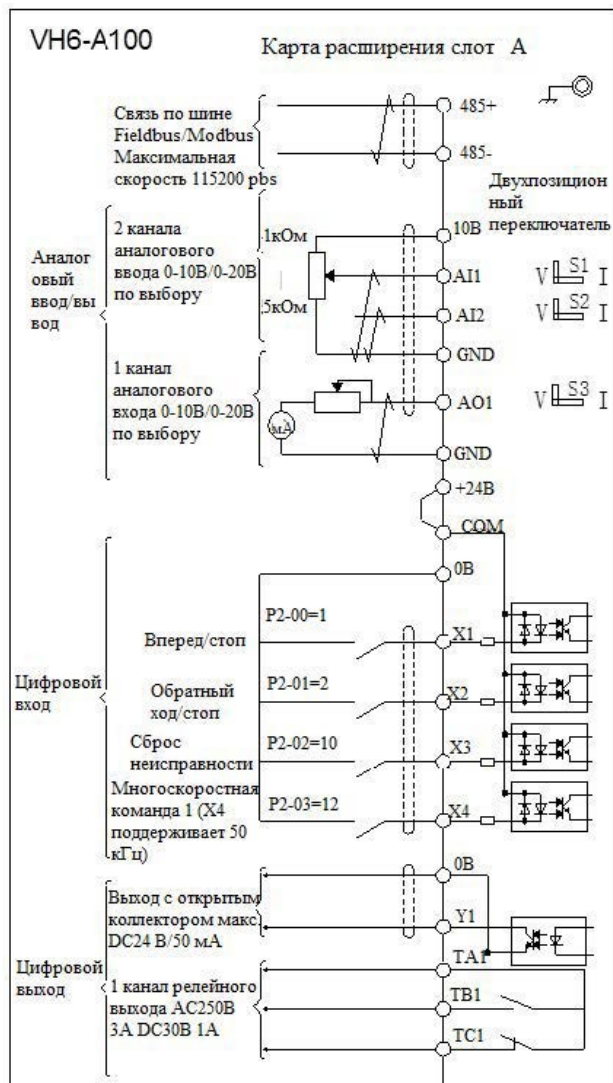 VH6-A100
Карта расширения слот А
Связь по шине
Fieldbus/Modbus
Максимальная
скорость 115200 pbs
485+
485-
Двухпозицион
ный
переключатель
Аналог
овый
ввод/вы
вод
2 канала
аналогового
ввода 0-10В/0-20В
по выбору
1кОм
5кОм
10В
AI1
AI2
GND
V S1 I
V S2 I
1 канал
аналогового
входа 0-10В/0-20В
по выбору
мА
AO1
GND
V S3 I
+24В
COM
0В
Цифровой
вход
Вперед/стоп
P2-00=1
X1
Обратный
ход/стоп
P2-01=2
X2
Сброс
неисправности
P2-02=10
X3
Многоскоростная
команда 1 (X4
поддерживает 50
кГц)
P2-03=12
X4
Цифровой
выход
Выход с открытым
коллектором макс.
DC24 В/50 мА
0В
Y1
1 канал релейного
выхода AC250В
3А DC30В 1А
TA1
TB1
TC1